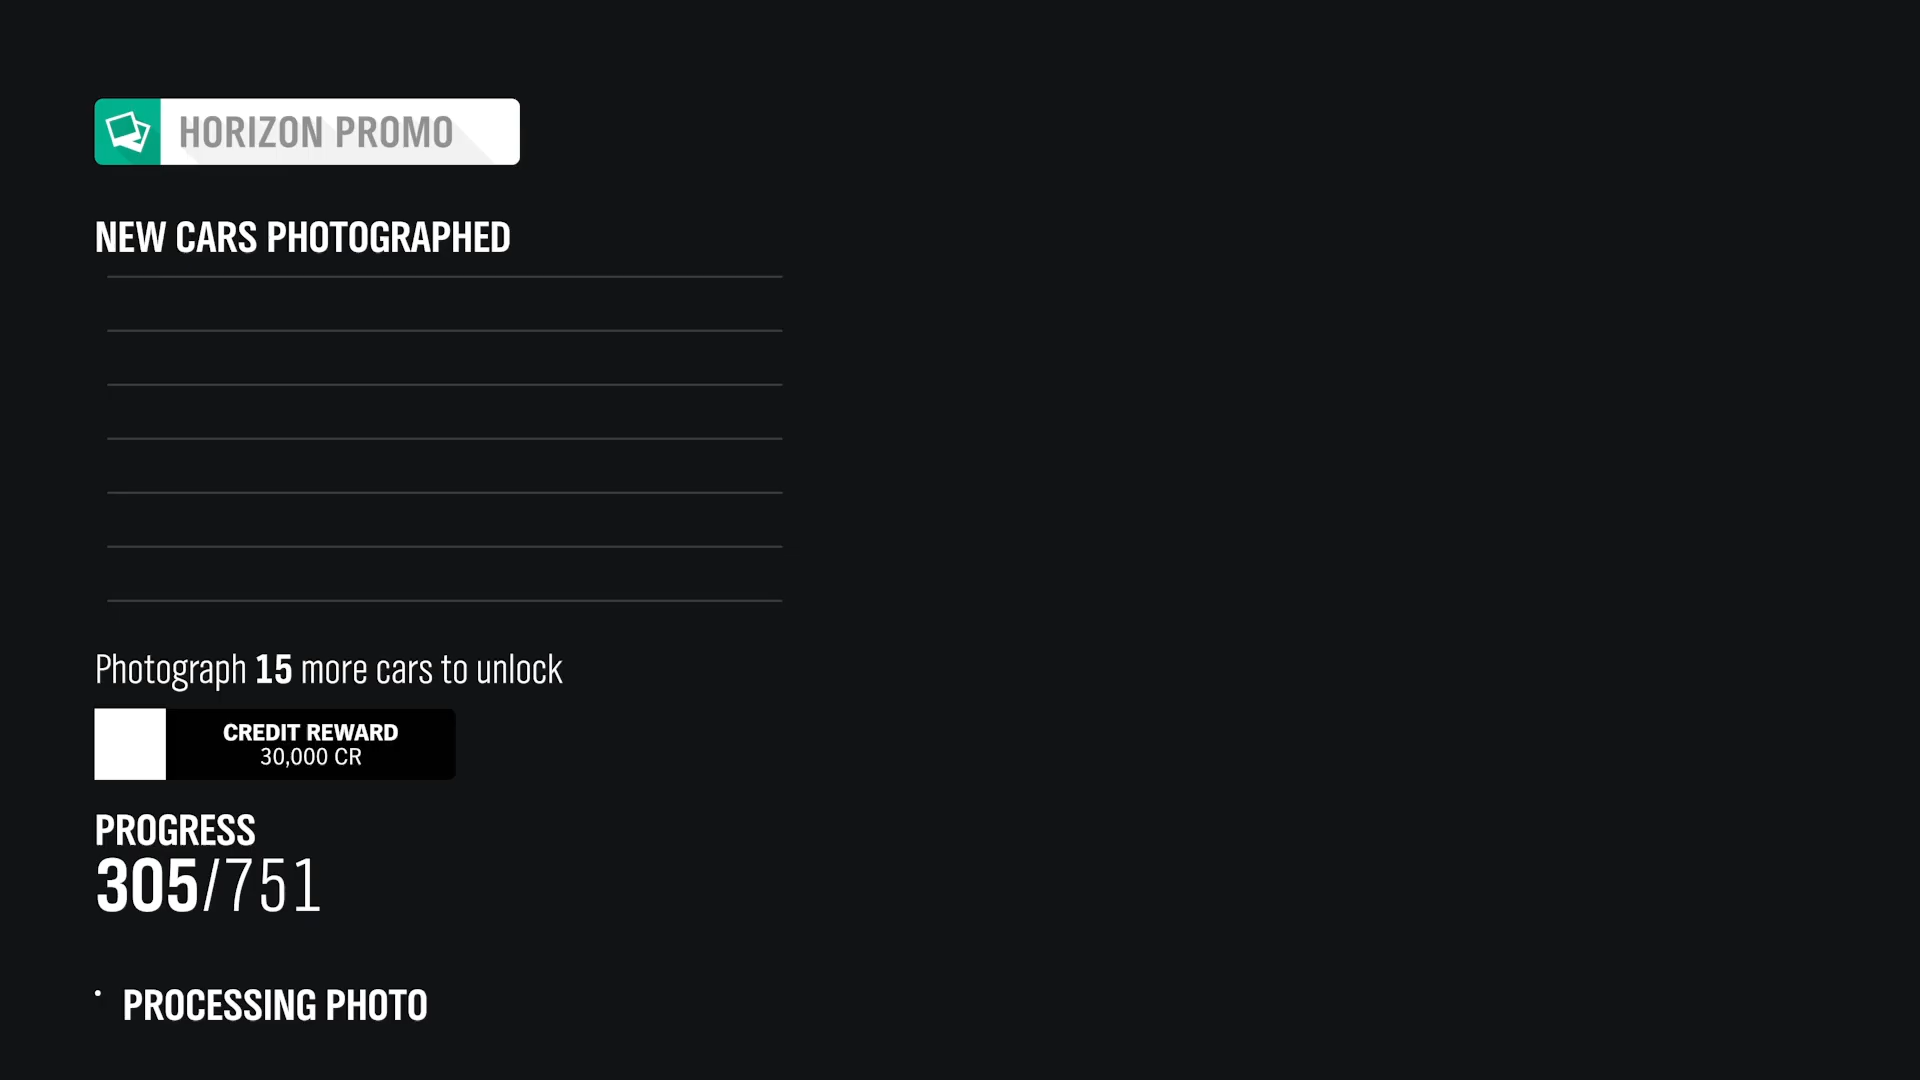 HORIZON PROMO
NEW CARS PHOTOGRAPHED
Photograph 15 more cars to unlock
CREDIT REWARD
30,000 CR
PROGRESS
305/751
PROCESSING PHOTO